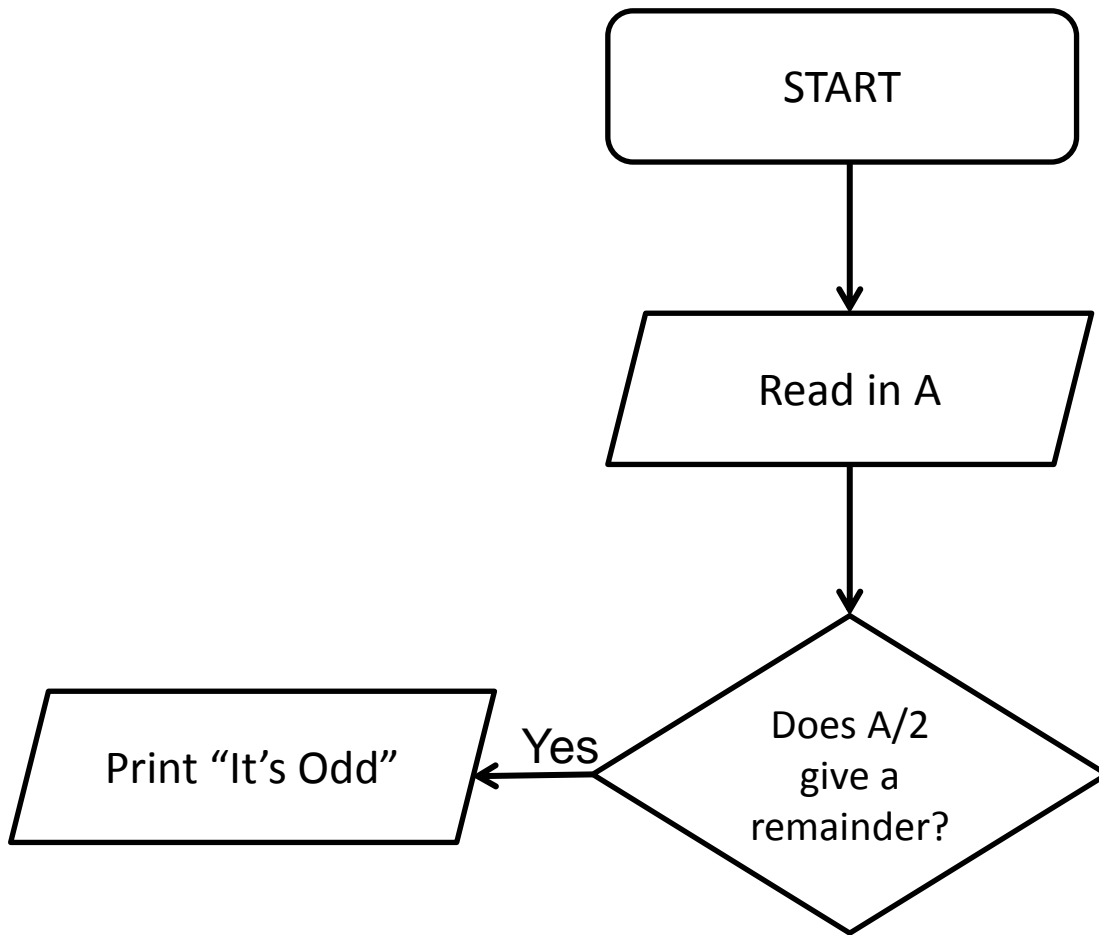 START
Read in A
Does A/2
give a
remainder?
Yes
Print “It’s Odd”